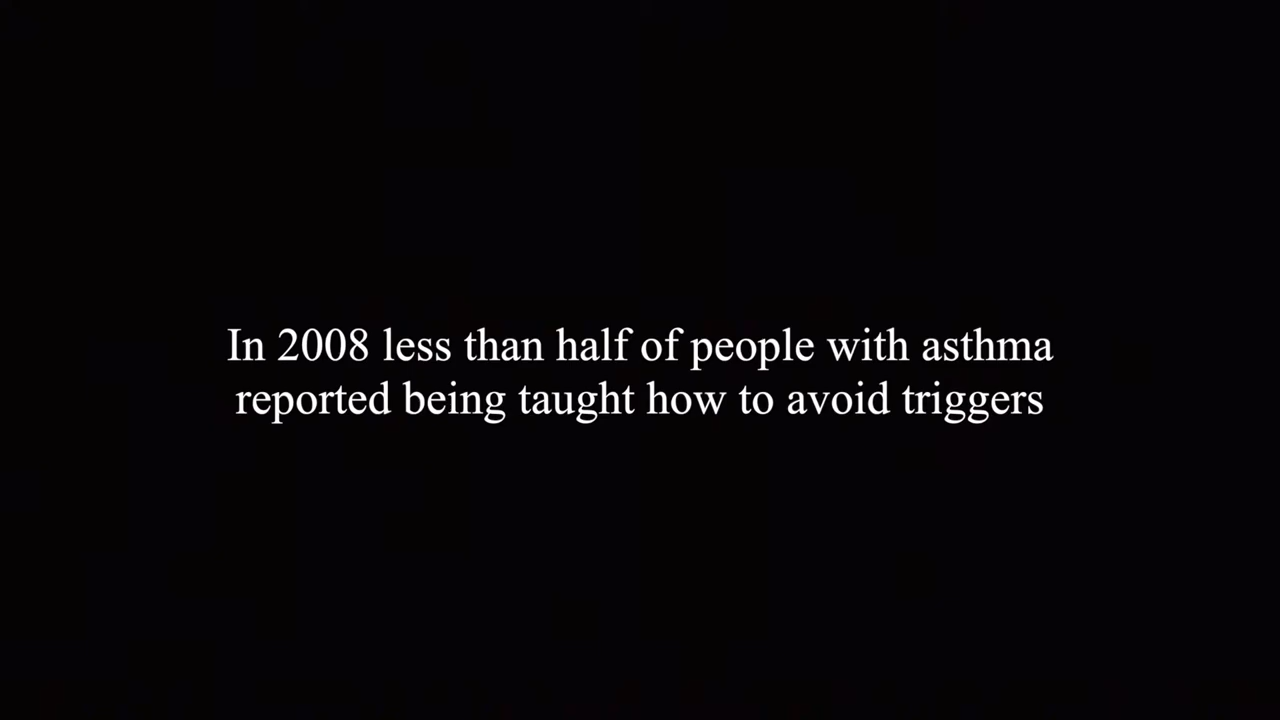 In 2008 less than half of people with asthma
reported being taught how to avoid triggers